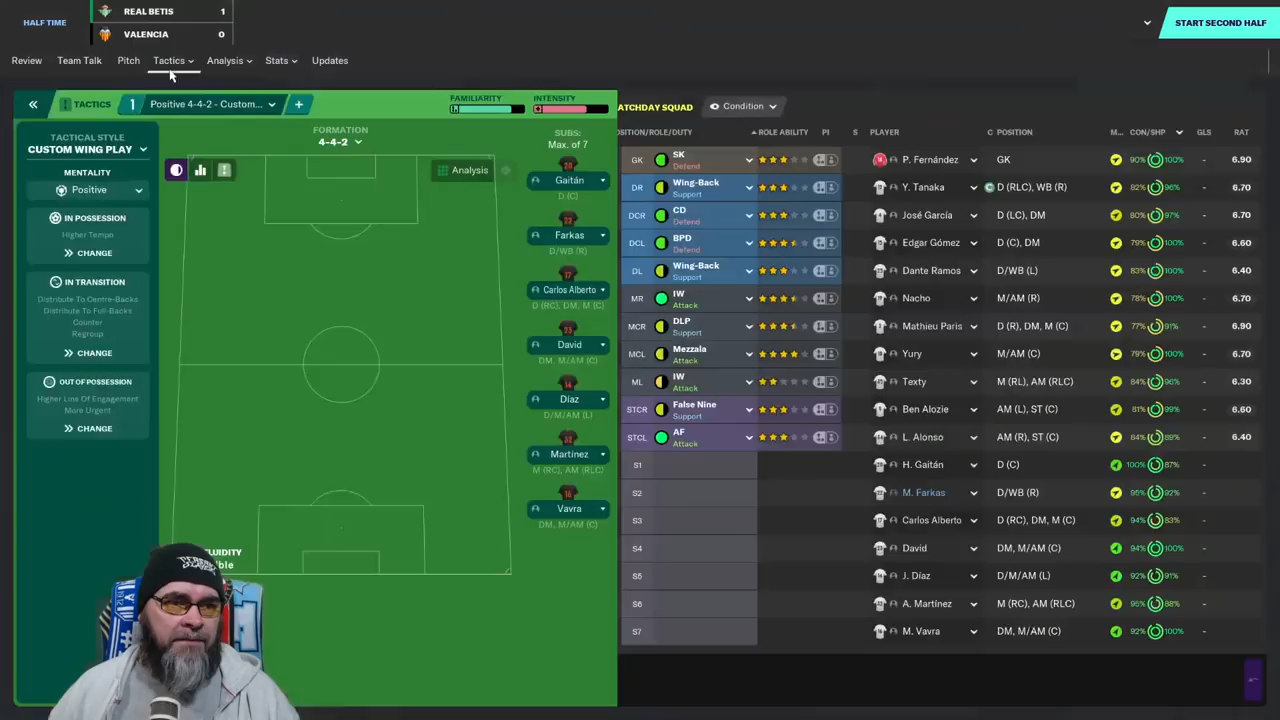 REAL BETIS 1
HALF TIME
VALENCIA 0
START SECOND HALF
Review Team Talk Pitch Tactics Analysis Stats Updates
TACTICS 1 Positive 4-4-2 - Custom... +
FAMILIARITY INTENSITY
TACTICAL STYLE
CUSTOM WING PLAY
MENTALITY
Positive
IN POSSESSION
Higher Tempo
CHANGE
IN TRANSITION
Distribute To Centre-Backs
Distribute To Full-Backs
Counter
Regroup
CHANGE
OUT OF POSSESSION
Higher Line Of Engagement
More Urgent
CHANGE
FORMATION
4-4-2
Analysis
SUBS:
Max. of 7
Gaitán
D (C)
Farkas
D/WB (R)
17
Carlos Alberto
D (RC), DM, M (C)
23
David
DM, M/AM (C)
14
Díaz
D/M/AM (L)
32
Martínez
M (RC), AM (RLC)
16
Vavra
DM, M/AM (C)
ATCHDAY SQUAD Condition
OSITION/ROLE/DUTY ROLE ABILITY PI S PLAYER C POSITION M... CON/SHP GLS RAT
GK SK Defend P. Fernández GK 90% 100% - 6.90
DR Wing-Back Support Y. Tanaka D (RLC), WB (R) 82% 96% - 6.70
DCR CD Defend José García D (LC), DM 80% 97% - 6.70
DCL BPD Defend Edgar Gómez D (C), DM 79% 100% - 6.60
DL Wing-Back Support Dante Ramos D/WB (L) 83% 100% - 6.40
MR IW Attack Nacho M/AM (R) 78% 100% - 6.70
MCR DLP Support Mathieu Paris D (R), DM, M (C) 77% 91% - 6.90
MCL Mezzala Attack Yury M/AM (C) 79% 100% - 6.70
ML IW Attack Texty M (RL), AM (RLC) 84% 96% - 6.30
STCR False Nine Support Ben Alozie AM (L), ST (C) 81% 99% - 6.60
STCL AF Attack L. Alonso AM (R), ST (C) 84% 89% - 6.40
S1 H. Gaitán D (C) 100% 87% -
S2 M. Farkas D/WB (R) 95% 92% -
S3 Carlos Alberto D (RC), DM, M (C) 94% 83% -
S4 David DM, M/AM (C) 94% 100% -
S5 J. Díaz D/M/AM (L) 92% 91% -
S6 A. Martínez M (RC), AM (RLC) 95% 88% -
S7 M. Vavra DM, M/AM (C) 92% 100% -
LUIDITY